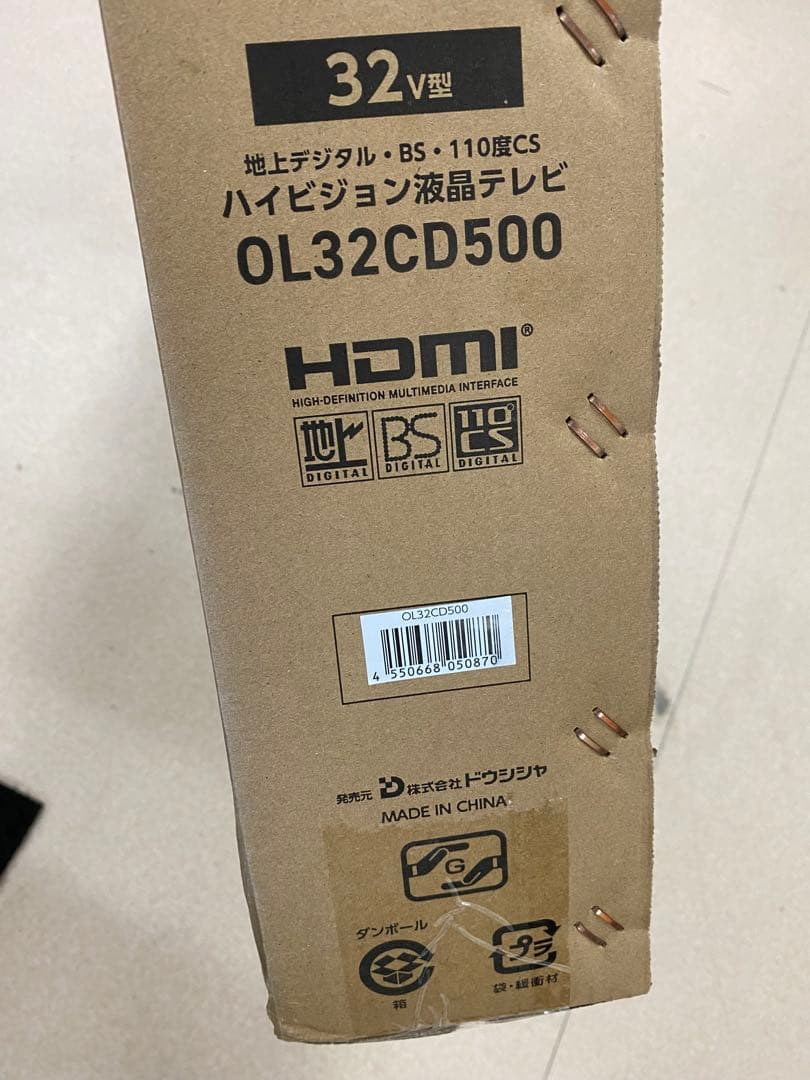 32V型
地上デジタル・BS・110度CS
ハイビジョン液晶テレビ
OL32CD500
HDMI®
HIGH-DEFINITION MULTIMEDIA INTERFACE
地上 BS 110°CS
DIGITAL DIGITAL DIGITAL
OL32CD500
4 550668 050870
発売元 株式会社ドウシシャ
MADE IN CHINA
G
ダンボール
プラ
箱
袋・緩衝材